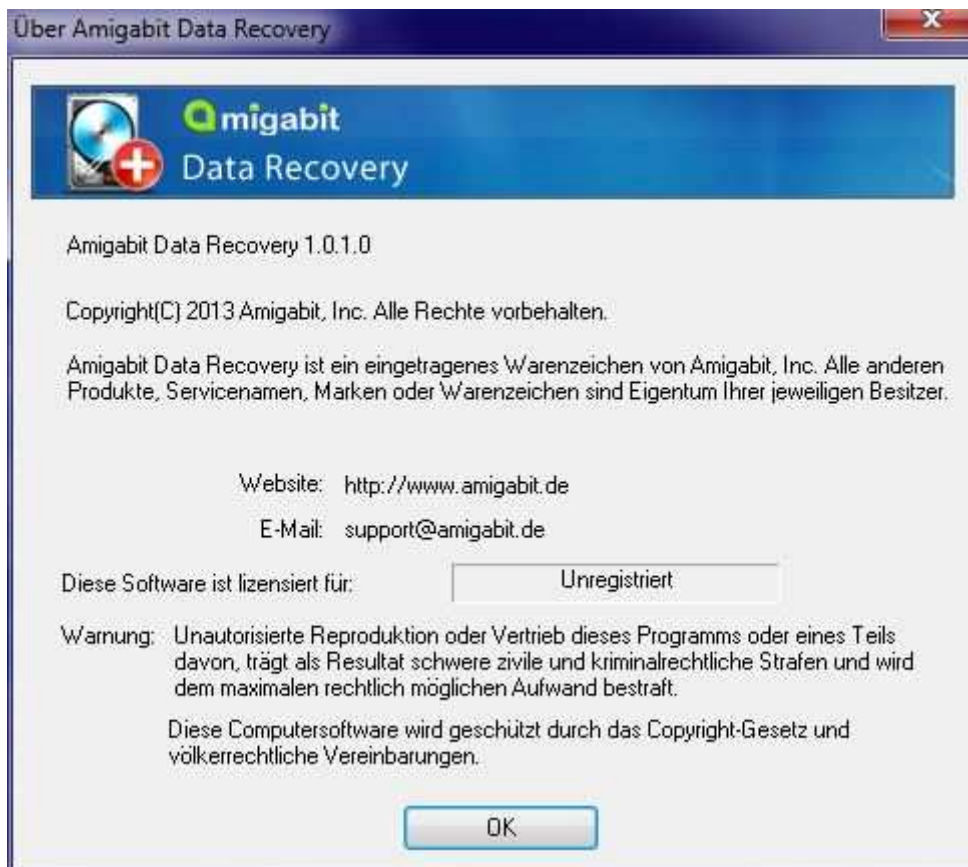 Über Amigabit Data Recovery
amigabit
Data Recovery
Amigabit Data Recovery 1.0.1.0
Copyright(C) 2013 Amigabit, Inc. Alle Rechte vorbehalten.
Amigabit Data Recovery ist ein eingetragenes Warenzeichen von Amigabit, Inc. Alle anderen
Produkte, Servicenamen, Marken oder Warenzeichen sind Eigentum Ihrer jeweiligen Besitzer.
Website: http://www.amigabit.de
E-Mail: support@amigabit.de
Diese Software ist lizensiert für: Unregistriert
Warnung: Unautorisierte Reproduktion oder Vertrieb dieses Programms oder eines Teils
davon, trägt als Resultat schwere zivile und kriminalrechtliche Strafen und wird
dem maximalen rechtlich möglichen Aufwand bestraft.
Diese Computersoftware wird geschützt durch das Copyright-Gesetz und
völkerrechtliche Vereinbarungen.
OK